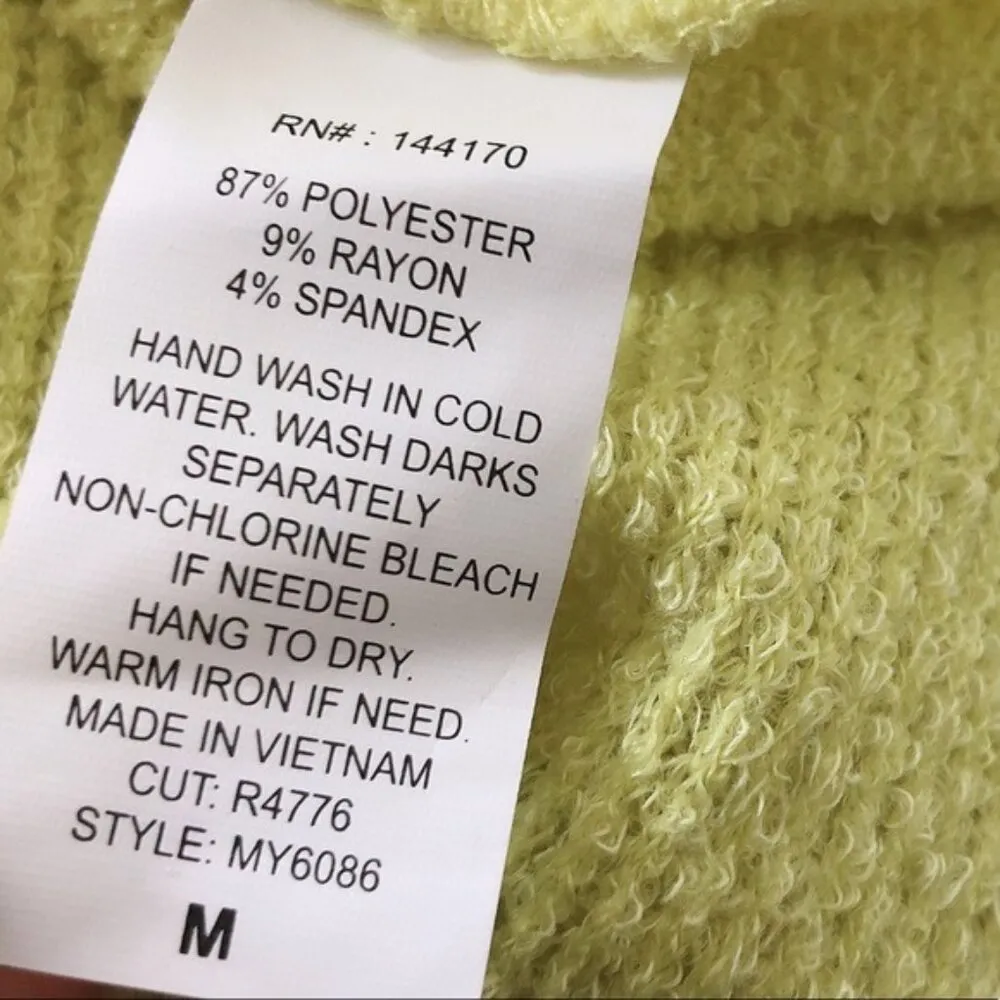 RN# : 144170
87% POLYESTER
9% RAYON
4% SPANDEX
HAND WASH IN COLD
WATER. WASH DARKS
SEPARATELY
NON-CHLORINE BLEACH
IF NEEDED.
HANG TO DRY.
WARM IRON IF NEED.
MADE IN VIETNAM
CUT: R4776
STYLE: MY6086
M